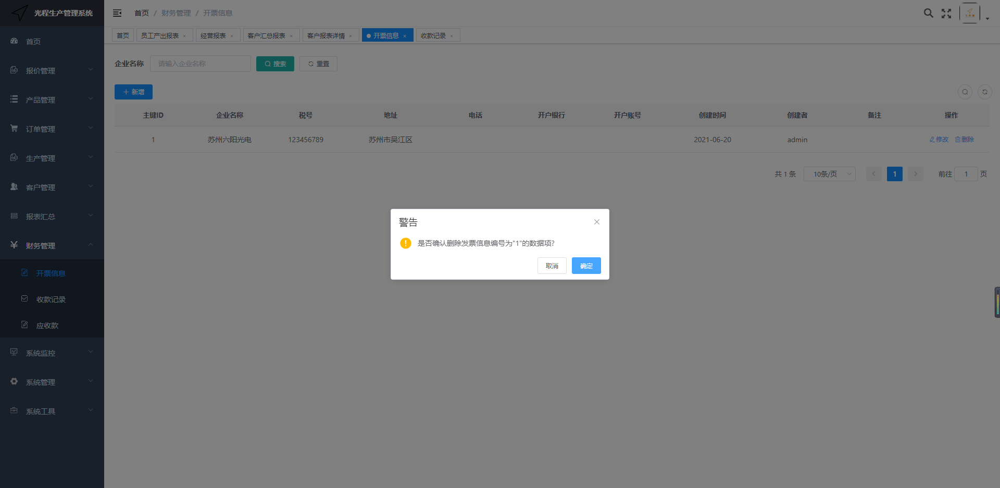 光程生产管理系统
首页 / 财务管理 / 开票信息
首页
员工产出报表 ×
经营报表 ×
客户汇总报表 ×
客户报表详情 ×
开票信息 ×
收款记录 ×
首页
报价管理
产品管理
订单管理
生产管理
客户管理
报表汇总
财务管理
开票信息
收款记录
应收款
系统监控
系统管理
系统工具
企业名称 请输入企业名称 搜索 重置
新增
主键ID 企业名称 税号 地址 电话 开户银行 开户账号 创建时间 创建者 备注 操作
1 苏州六阳光电 123456789 苏州市吴江区 2021-06-20 admin 修改 删除
共 1 条 10条/页 1 前往 1 页
警告
是否确认删除发票信息编号为"1"的数据项?
取消 确定